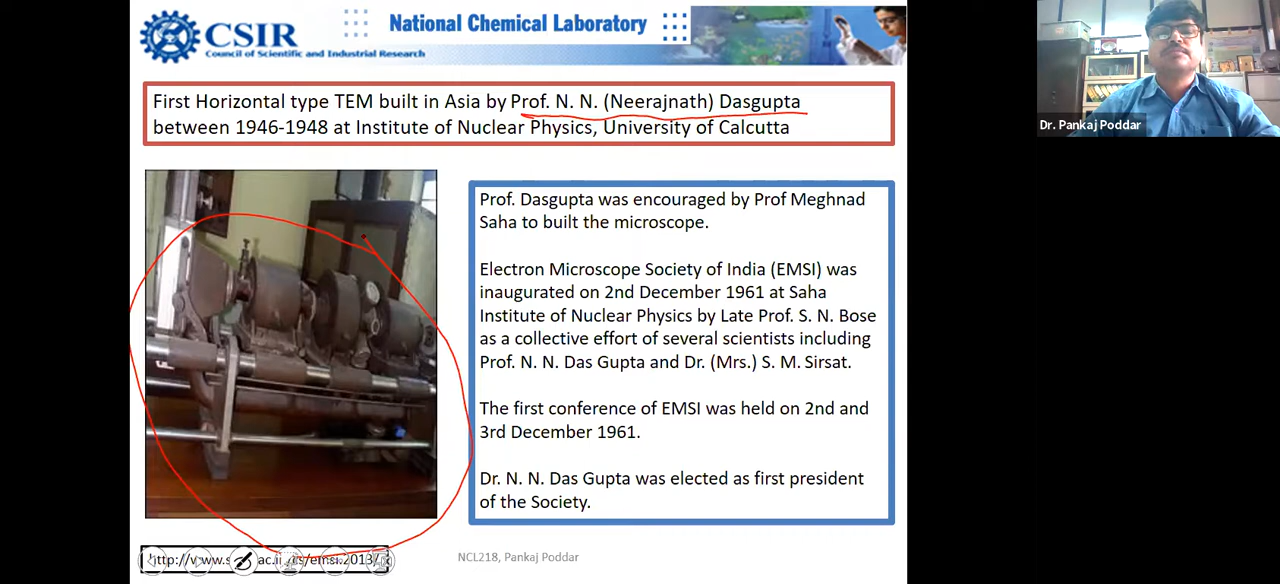 CSIR
Council of Scientific and Industrial Research
National Chemical Laboratory
Dr. Pankaj Poddar
First Horizontal type TEM built in Asia by Prof. N. N. (Neerajnath) Dasgupta
between 1946-1948 at Institute of Nuclear Physics, University of Calcutta
Prof. Dasgupta was encouraged by Prof Meghnad
Saha to built the microscope.
Electron Microscope Society of India (EMSI) was
inaugurated on 2nd December 1961 at Saha
Institute of Nuclear Physics by Late Prof. S. N. Bose
as a collective effort of several scientists including
Prof. N. N. Das Gupta and Dr. (Mrs.) S. M. Sirsat.
The first conference of EMSI was held on 2nd and
3rd December 1961.
Dr. N. N. Das Gupta was elected as first president
of the Society.
NCL218, Pankaj Poddar